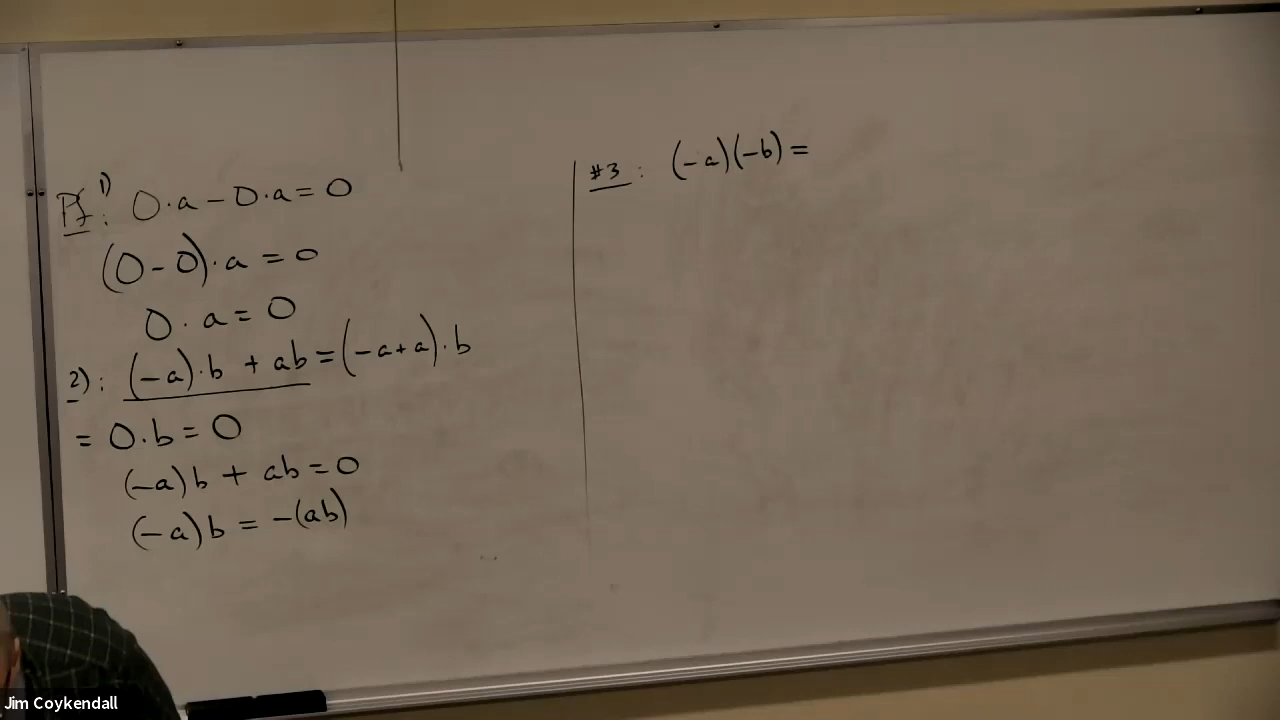 Pf: 1) 0·a - 0·a = 0
(0-0)·a = 0
0·a = 0
2): (-a)·b + ab = (-a+a)·b
= 0·b = 0
(-a)b + ab = 0
(-a)b = -(ab)
#3: (-a)(-b) =
Jim Coykendall